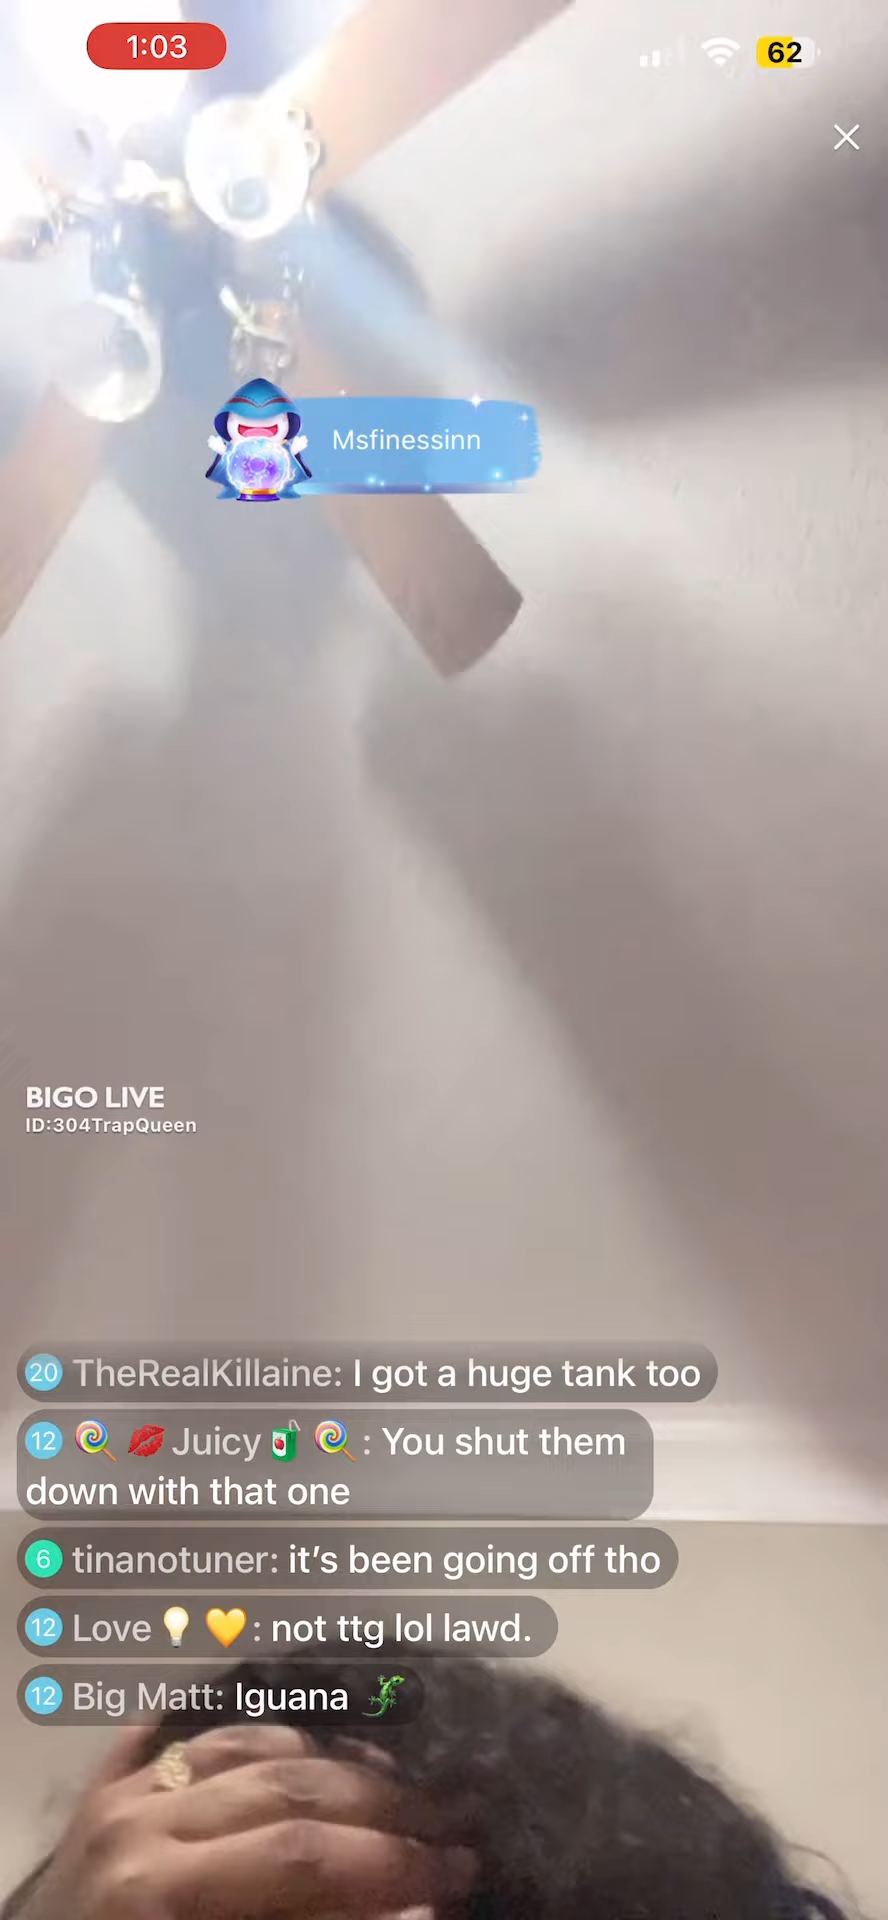 1:03
62
Msfinessinn
BIGO LIVE
ID:304TrapQueen
20 TheRealKillaine: I got a huge tank too
12 🍭 💋 Juicy🧃 🍭 : You shut them
down with that one
6 tinanotuner: it’s been going off tho
12 Love 💡 💛 : not ttg lol lawd.
12 Big Matt: Iguana 🦎